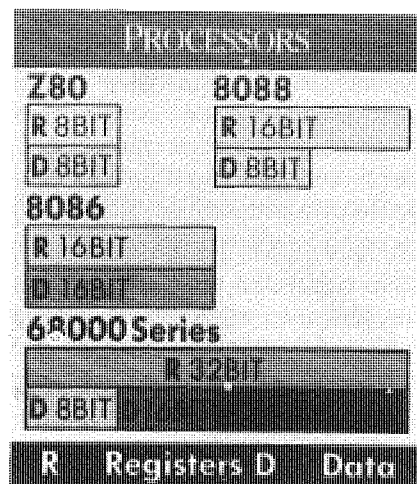 PROCESSORS
Z80
R 8BIT
D 8BIT
8088
R 16BIT
D 8BIT
8086
R 16BIT
D 16BIT
68000 Series
R 32BIT
D 8BIT
R Registers D Data